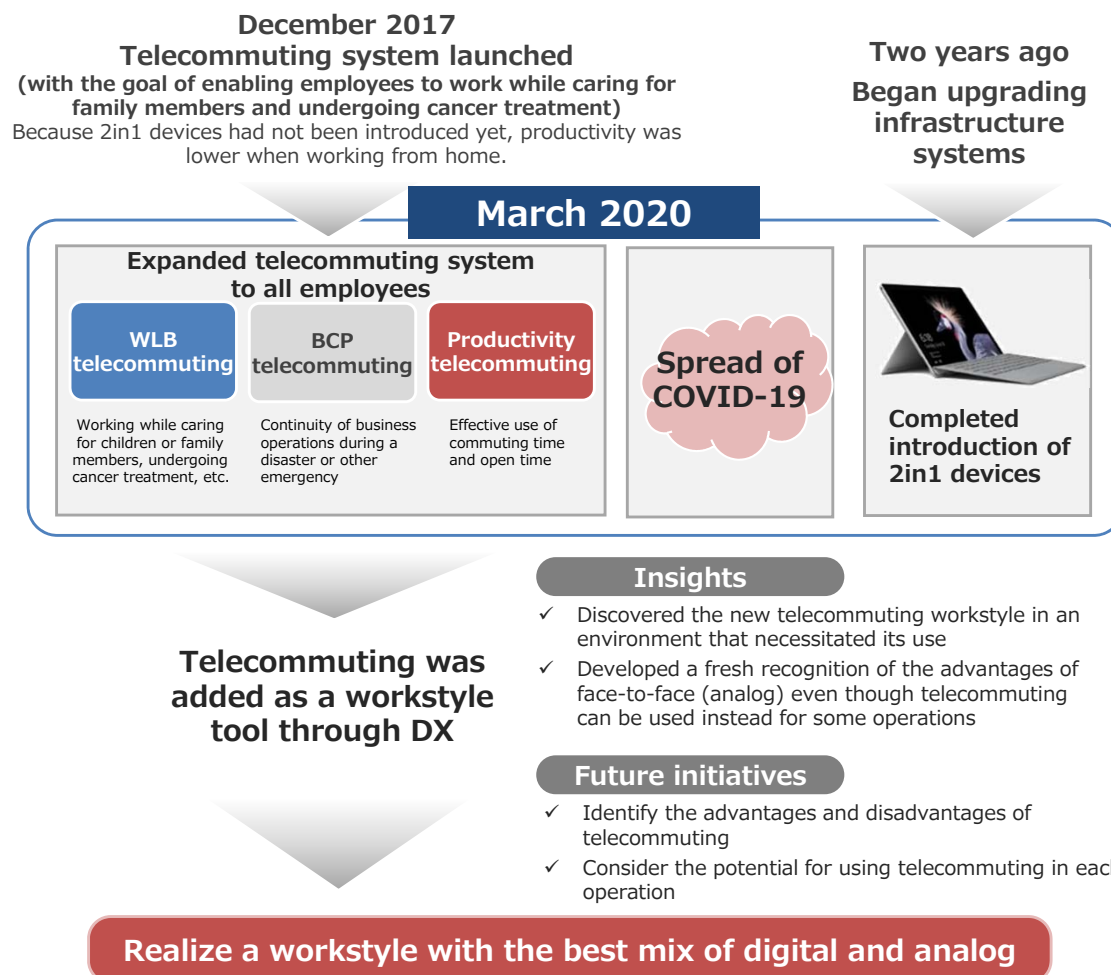 December 2017
Telecommuting system launched
(with the goal of enabling employees to work while caring for
family members and undergoing cancer treatment)
Because 2in1 devices had not been introduced yet, productivity was
lower when working from home.
Two years ago
Began upgrading
infrastructure
systems
March 2020
Expanded telecommuting system
to all employees
WLB
telecommuting
BCP
telecommuting
Productivity
telecommuting
Working while caring
for children or family
members, undergoing
cancer treatment, etc.
Continuity of business
operations during a
disaster or other
emergency
Effective use of
commuting time
and open time
Spread of
COVID-19
Completed
introduction of
2in1 devices
Telecommuting was
added as a workstyle
tool through DX
Insights
✓ Discovered the new telecommuting workstyle in an
environment that necessitated its use
✓ Developed a fresh recognition of the advantages of
face-to-face (analog) even though telecommuting
can be used instead for some operations
Future initiatives
✓ Identify the advantages and disadvantages of
telecommuting
✓ Consider the potential for using telecommuting in each
operation
Realize a workstyle with the best mix of digital and analog